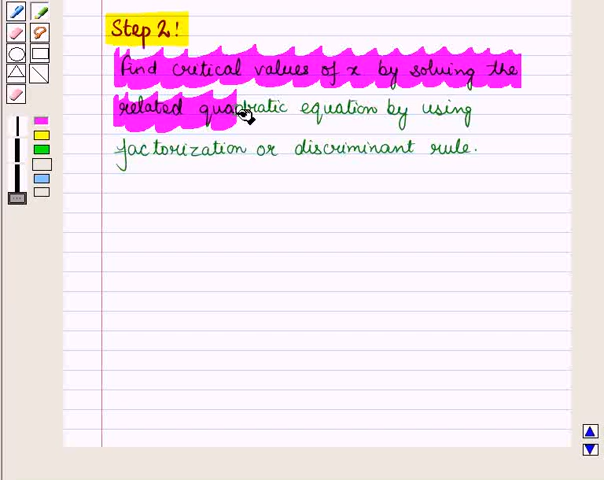 Step 2!
Find critical values of x by solving the
related quadratic equation by using
factorization or discriminant rule.